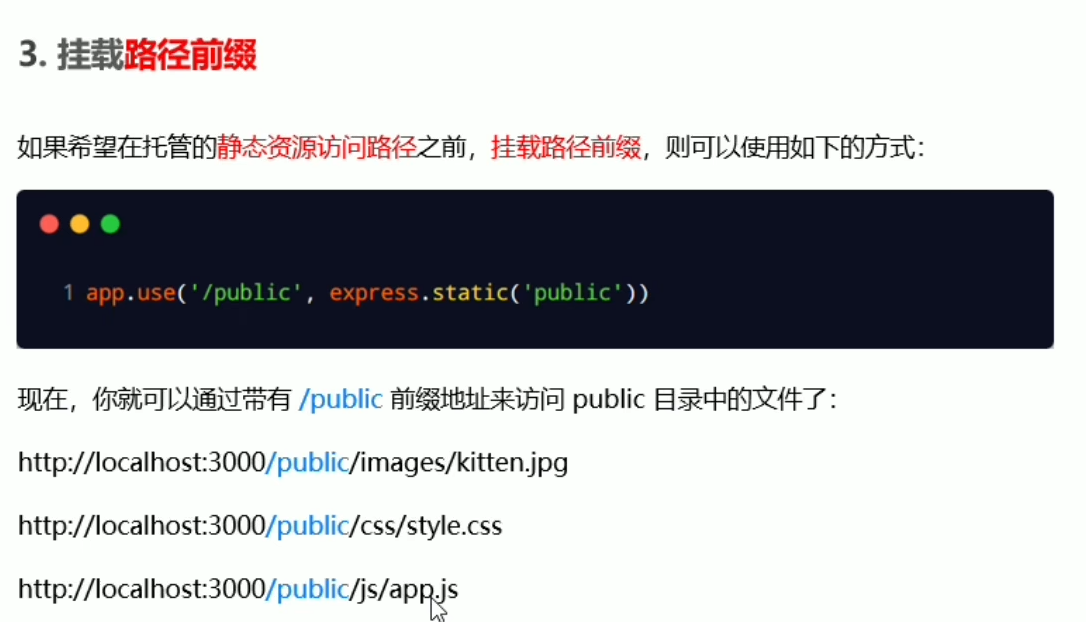 3. 挂载路径前缀
如果希望在托管的静态资源访问路径之前，挂载路径前缀，则可以使用如下的方式：
1 app.use('/public', express.static('public'))
现在，你就可以通过带有 /public 前缀地址来访问 public 目录中的文件了：
http://localhost:3000/public/images/kitten.jpg
http://localhost:3000/public/css/style.css
http://localhost:3000/public/js/app.js